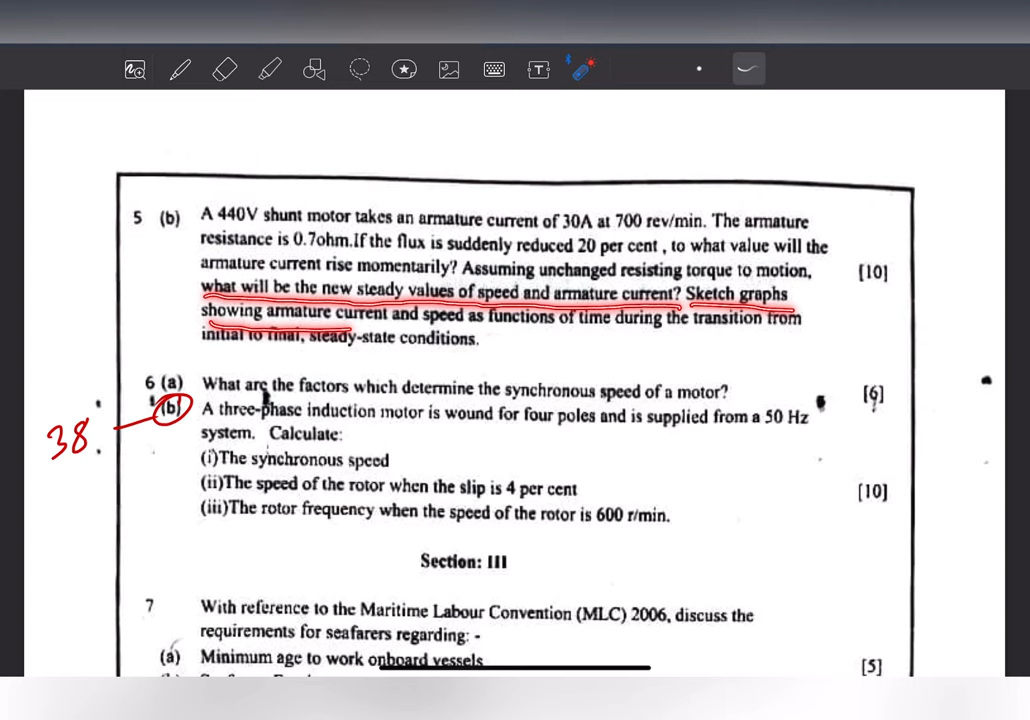 5 (b) A 440V shunt motor takes an armature current of 30A at 700 rev/min. The armature
resistance is 0.7ohm.If the flux is suddenly reduced 20 per cent , to what value will the
armature current rise momentarily? Assuming unchanged resisting torque to motion, [10]
what will be the new steady values of speed and armature current? Sketch graphs
showing armature current and speed as functions of time during the transition from
initial to final, steady-state conditions.
6 (a) What are the factors which determine the synchronous speed of a motor? [6]
(b) A three-phase induction motor is wound for four poles and is supplied from a 50 Hz
38.
system. Calculate:
(i)The synchronous speed
(ii)The speed of the rotor when the slip is 4 per cent [10]
(iii)The rotor frequency when the speed of the rotor is 600 r/min.
Section: III
7 With reference to the Maritime Labour Convention (MLC) 2006, discuss the
requirements for seafarers regarding: -
(a) Minimum age to work onboard vessels [5]